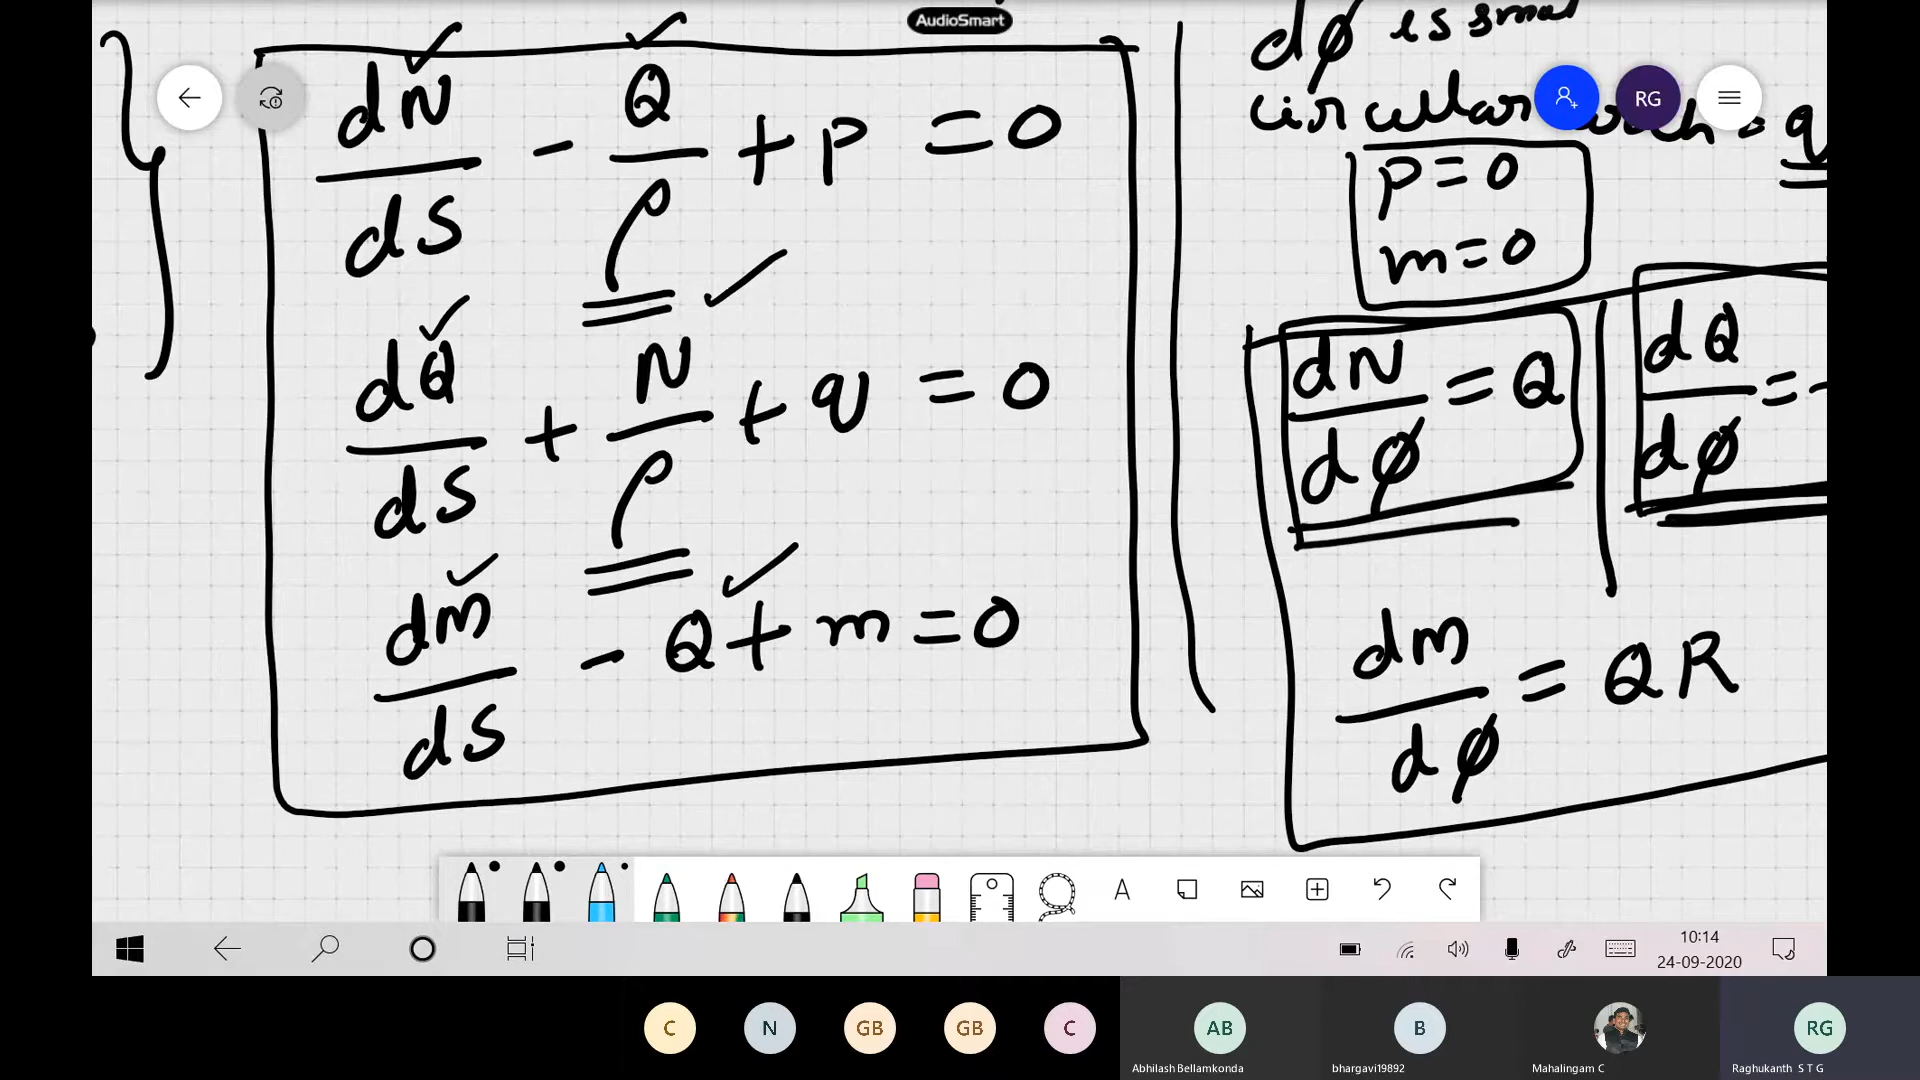 AudioSmart
dN/ds - Q/ρ + p = 0
dQ/ds + N/ρ + q = 0
dm/ds - Q + m = 0
dφ is small
circular
q
p = 0
m = 0
dN/dφ = Q
dQ/dφ = -
dm/dφ = QR
RG
A
10:14
24-09-2020
C
N
GB
GB
C
AB
B
RG
Abhilash Bellamkonda
bhargavi19892
Mahalingam C
Raghukanth S T G